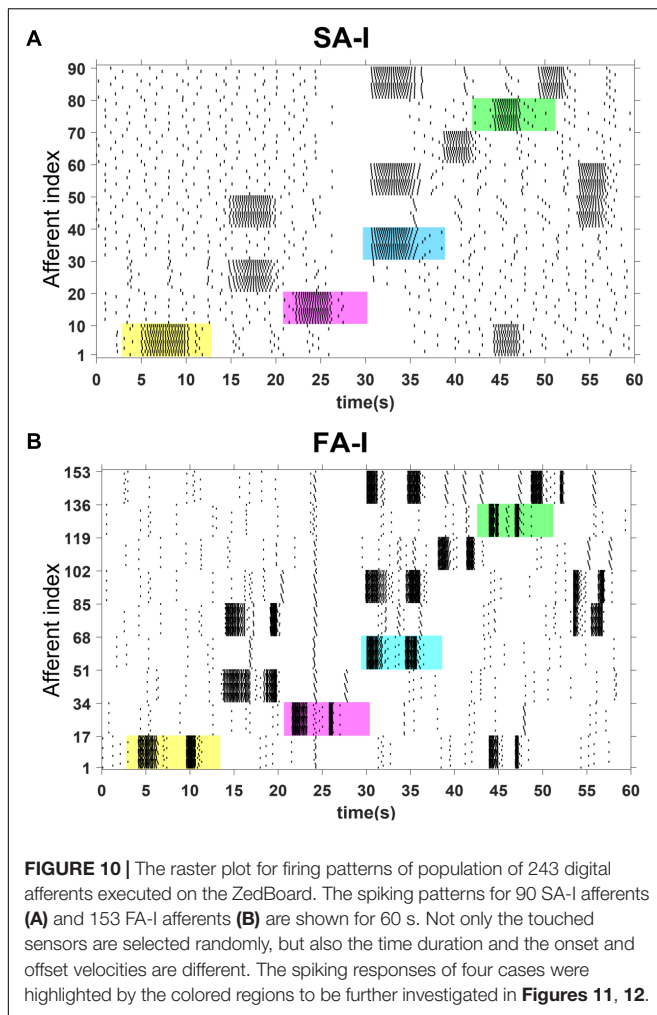 A
SA-I
Afferent index
90
80
70
60
50
40
30
20
10
1
0 5 10 15 20 25 30 35 40 45 50 55 60
time(s)
B
FA-I
Afferent index
153
136
119
102
85
68
51
34
17
1
0 5 10 15 20 25 30 35 40 45 50 55 60
time(s)
FIGURE 10 | The raster plot for firing patterns of population of 243 digital
afferents executed on the ZedBoard. The spiking patterns for 90 SA-I afferents
(A) and 153 FA-I afferents (B) are shown for 60 s. Not only the touched
sensors are selected randomly, but also the time duration and the onset and
offset velocities are different. The spiking responses of four cases were
highlighted by the colored regions to be further investigated in Figures 11, 12.